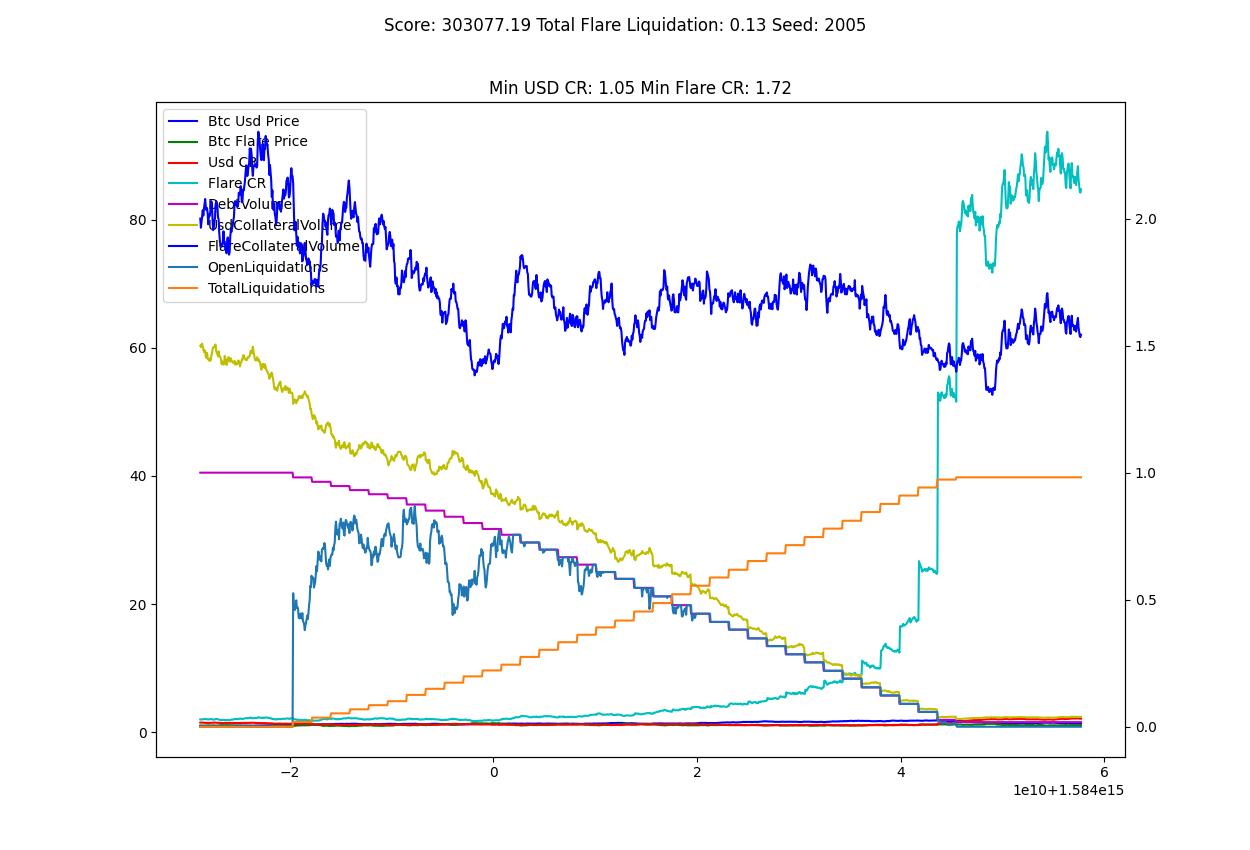 Score: 303077.19 Total Flare Liquidation: 0.13 Seed: 2005
Min USD CR: 1.05 Min Flare CR: 1.72
Btc Usd Price
Btc Flare Price
Usd CR
Flare CR
DebtVolume
UsdCollateralVolume
FlareCollateralVolume
OpenLiquidations
TotalLiquidations
80
60
40
20
0
2.0
1.5
1.0
0.5
0.0
−2
0
2
4
6
1e10+1.584e15